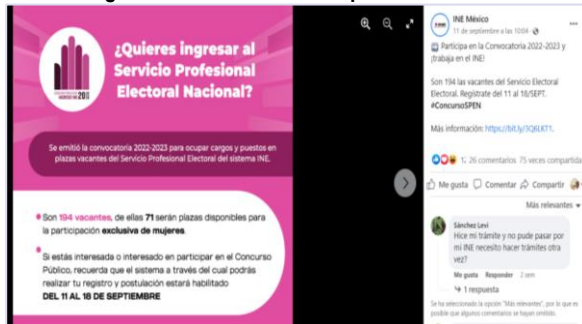 ¿Quieres ingresar al
Servicio Profesional
Electoral Nacional?
Se emitió la convocatoria 2022-2023 para ocupar cargos y puestos en
plazas vacantes del Servicio Profesional Electoral del sistema INE.
Son 194 vacantes, de ellas 71 serán plazas disponibles para
la participación exclusiva de mujeres.
Si estás interesada o interesado en participar en el Concurso
Público, recuerda que el sistema a través del cual podrás
realizar tu registro y postulación estará habilitado
DEL 11 AL 18 DE SEPTIEMBRE
INE México
11 de septiembre a las 10:04
Participa en la Convocatoria 2022-2023 y
¡trabaja en el INE!
Son 194 las vacantes del Servicio Electoral
Electoral. Regístrate del 11 al 18/SEPT.
#ConcursoSPEN
Más información: https://bit.ly/3Q6LKT1.
26 comentarios 75 veces compartida
Me gusta Comentar Compartir
Más relevantes
Sánchez Levi
Hice mi trámite y no pude pasar por
mi INE necesito hacer trámites otra
vez?
Me gusta Responder 2 sem
1 respuesta
Se ha seleccionado la opción "Más relevantes", por lo que es
posible que algunos comentarios se hayan omitido.